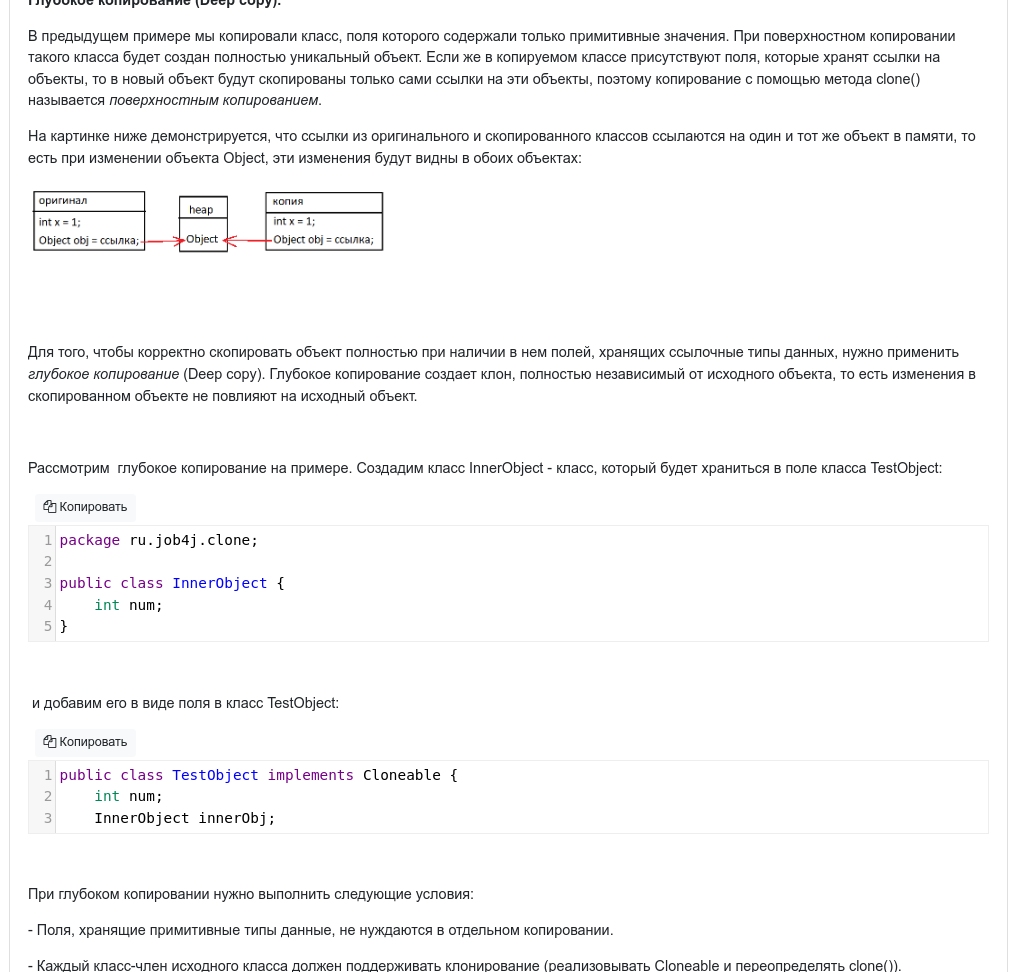 Глубокое копирование (Deep copy).
В предыдущем примере мы копировали класс, поля которого содержали только примитивные значения. При поверхностном копировании
такого класса будет создан полностью уникальный объект. Если же в копируемом классе присутствуют поля, которые хранят ссылки на
объекты, то в новый объект будут скопированы только сами ссылки на эти объекты, поэтому копирование с помощью метода clone()
называется поверхностным копированием.
На картинке ниже демонстрируется, что ссылки из оригинального и скопированного классов ссылаются на один и тот же объект в памяти, то
есть при изменении объекта Object, эти изменения будут видны в обоих объектах:
оригинал
int x = 1;
Object obj = ссылка;
heap
Object
копия
int x = 1;
Object obj = ссылка;
Для того, чтобы корректно скопировать объект полностью при наличии в нем полей, хранящих ссылочные типы данных, нужно применить
глубокое копирование (Deep copy). Глубокое копирование создает клон, полностью независимый от исходного объекта, то есть изменения в
скопированном объекте не повлияют на исходный объект.
Рассмотрим  глубокое копирование на примере. Создадим класс InnerObject - класс, который будет храниться в поле класса TestObject:
Копировать
1 package ru.job4j.clone;
2
3 public class InnerObject {
4     int num;
5 }
и добавим его в виде поля в класс TestObject:
Копировать
1 public class TestObject implements Cloneable {
2     int num;
3     InnerObject innerObj;
При глубоком копировании нужно выполнить следующие условия:
- Поля, хранящие примитивные типы данные, не нуждаются в отдельном копировании.
- Каждый класс-член исходного класса должен поддерживать клонирование (реализовывать Cloneable и переопределять clone()).